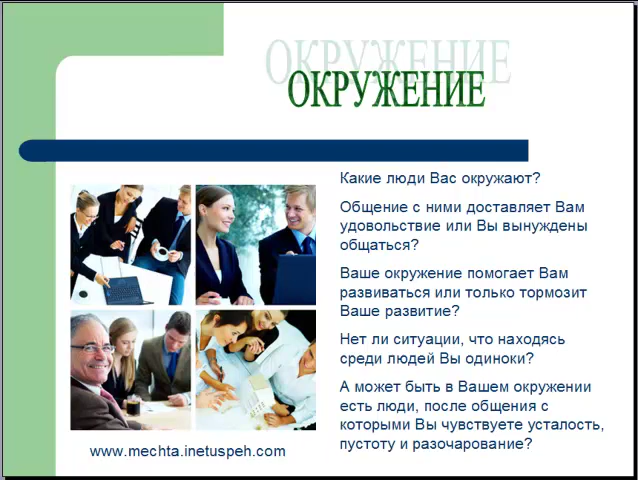 ОКРУЖЕНИЕ
Какие люди Вас окружают?
Общение с ними доставляет Вам
удовольствие или Вы вынуждены
общаться?
Ваше окружение помогает Вам
развиваться или только тормозит
Ваше развитие?
Нет ли ситуации, что находясь
среди людей Вы одиноки?
А может быть в Вашем окружении
есть люди, после общения с
которыми Вы чувствуете усталость,
пустоту и разочарование?
www.mechta.inetuspeh.com